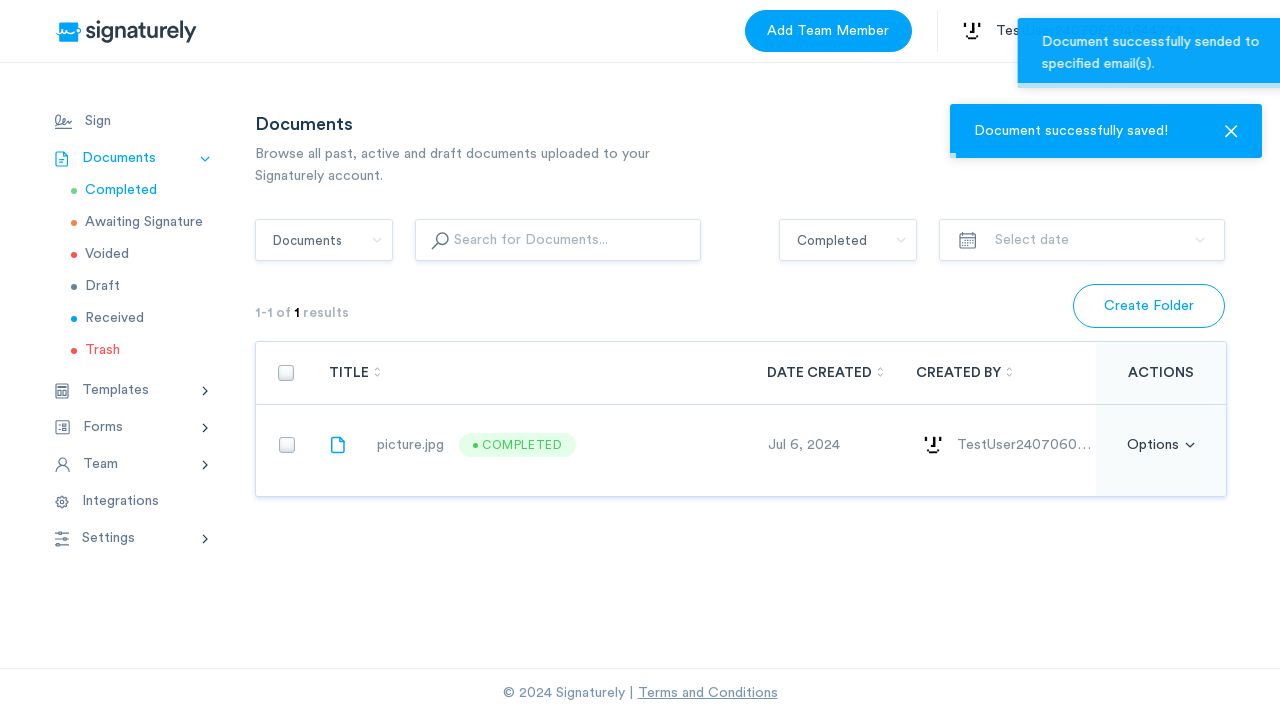 signaturely
Add Team Member
Document successfully sended to
specified email(s).
Document successfully saved!
Sign
Documents
Completed
Awaiting Signature
Voided
Draft
Received
Trash
Templates
Forms
Team
Integrations
Settings
Documents
Browse all past, active and draft documents uploaded to your
Signaturely account.
Documents
Search for Documents...
Completed
Select date
1-1 of 1 results
Create Folder
TITLE DATE CREATED CREATED BY ACTIONS
picture.jpg COMPLETED Jul 6, 2024 TestUser2407060... Options
© 2024 Signaturely | Terms and Conditions